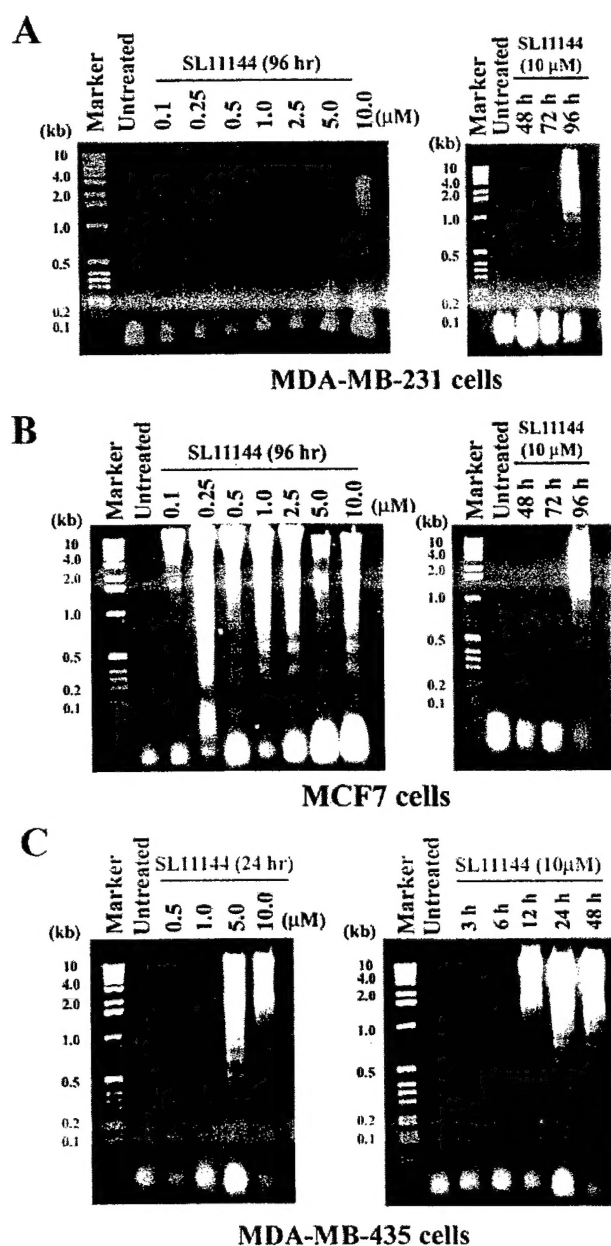 A
SL11144 (96 hr)
Marker
Untreated
0.1
0.25
0.5
1.0
2.5
5.0
10.0
(μM)
(kb)
10
4.0
2.0
1.0
0.5
0.2
0.1
SL11144
(10 μM)
Marker
Untreated
48 h
72 h
96 h
(kb)
10
4.0
2.0
1.0
0.5
0.2
0.1
MDA-MB-231 cells
B
SL11144 (96 hr)
Marker
Untreated
0.1
0.25
0.5
1.0
2.5
5.0
10.0
(μM)
(kb)
10
4.0
2.0
1.0
0.5
0.2
0.1
SL11144
(10 μM)
Marker
Untreated
48 h
72 h
96 h
(kb)
10
4.0
2.0
1.0
0.5
0.2
0.1
MCF7 cells
C
SL11144 (24 hr)
Marker
Untreated
0.5
1.0
5.0
10.0
(μM)
(kb)
10
4.0
2.0
1.0
0.5
0.2
0.1
SL11144 (10μM)
Marker
Untreated
3 h
6 h
12 h
24 h
48 h
(kb)
10
4.0
2.0
1.0
0.5
0.2
0.1
MDA-MB-435 cells